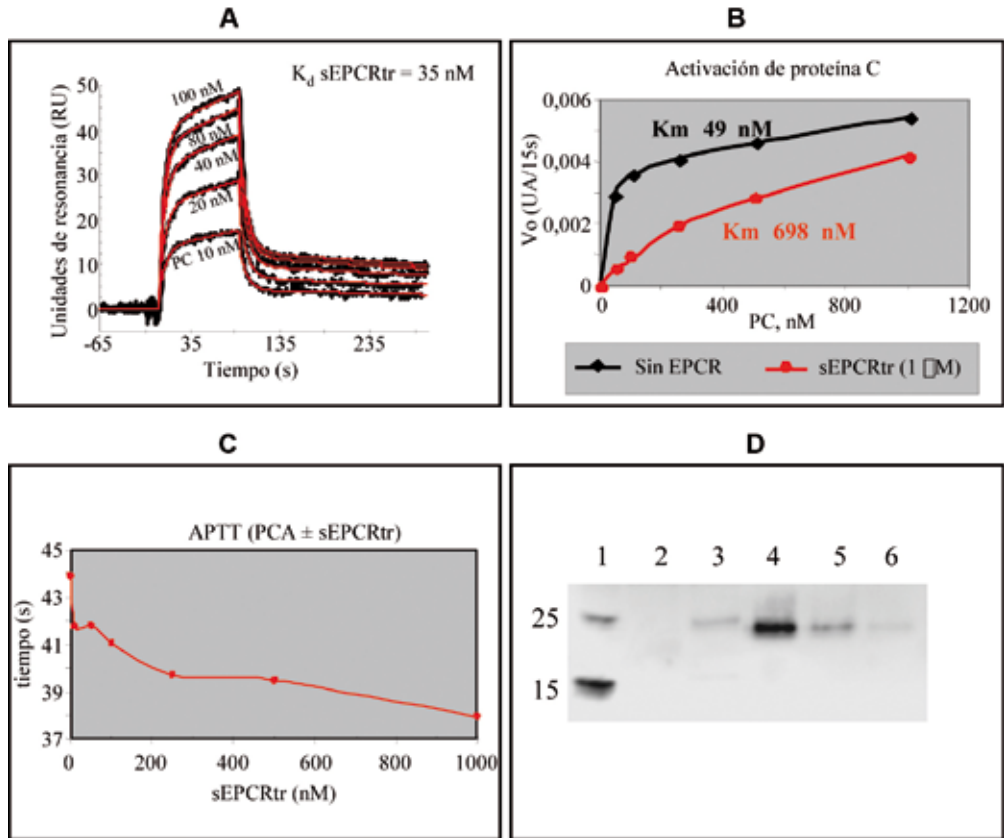 A
K_d sEPCRtr = 35 nM
Unidades de resonancia (RU)
50
40
30
20
10
0
100 nM
80 nM
40 nM
20 nM
PC 10 nM
-65
35
135
235
Tiempo (s)
B
Activación de proteína C
Vo (UA/15s)
0,006
0,004
0,002
0
Km 49 nM
Km 698 nM
0
400
800
1200
PC, nM
Sin EPCR
sEPCRtr (1 □M)
C
APTT (PCA ± sEPCRtr)
tiempo (s)
45
43
41
39
37
0
200
400
600
800
1000
sEPCRtr (nM)
D
1 2 3 4 5 6
25
15